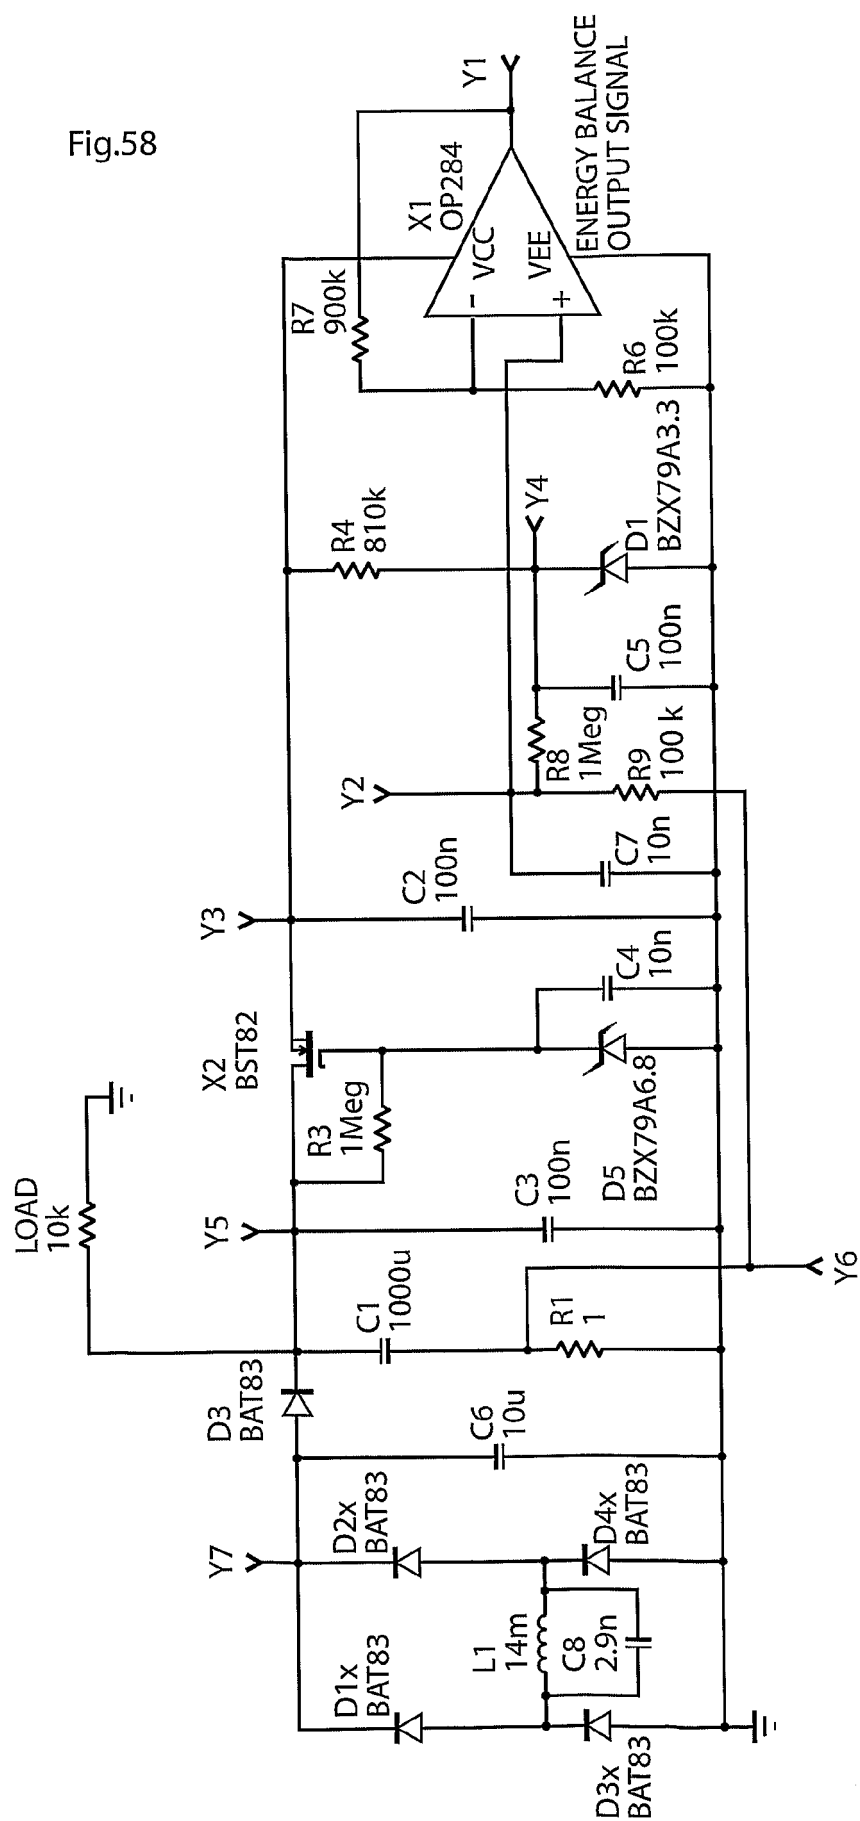 Fig.58
Y1
ENERGY BALANCE
OUTPUT SIGNAL
X1
OP284
VCC
VEE
-
+
R7
900k
R6
100k
R4
810k
Y4
D1
BZX79A3.3
C5
100n
R8
1Meg
R9
100 k
Y2
C7
10n
C2
100n
Y3
C4
10n
X2
BST82
R3
1Meg
D5
BZX79A6.8
C3
100n
Y5
LOAD
10k
C1
1000u
R1
1
Y6
D3
BAT83
C6
10u
Y7
D2x
BAT83
D4x
BAT83
L1
14m
C8
2.9n
D1x
BAT83
D3x
BAT83